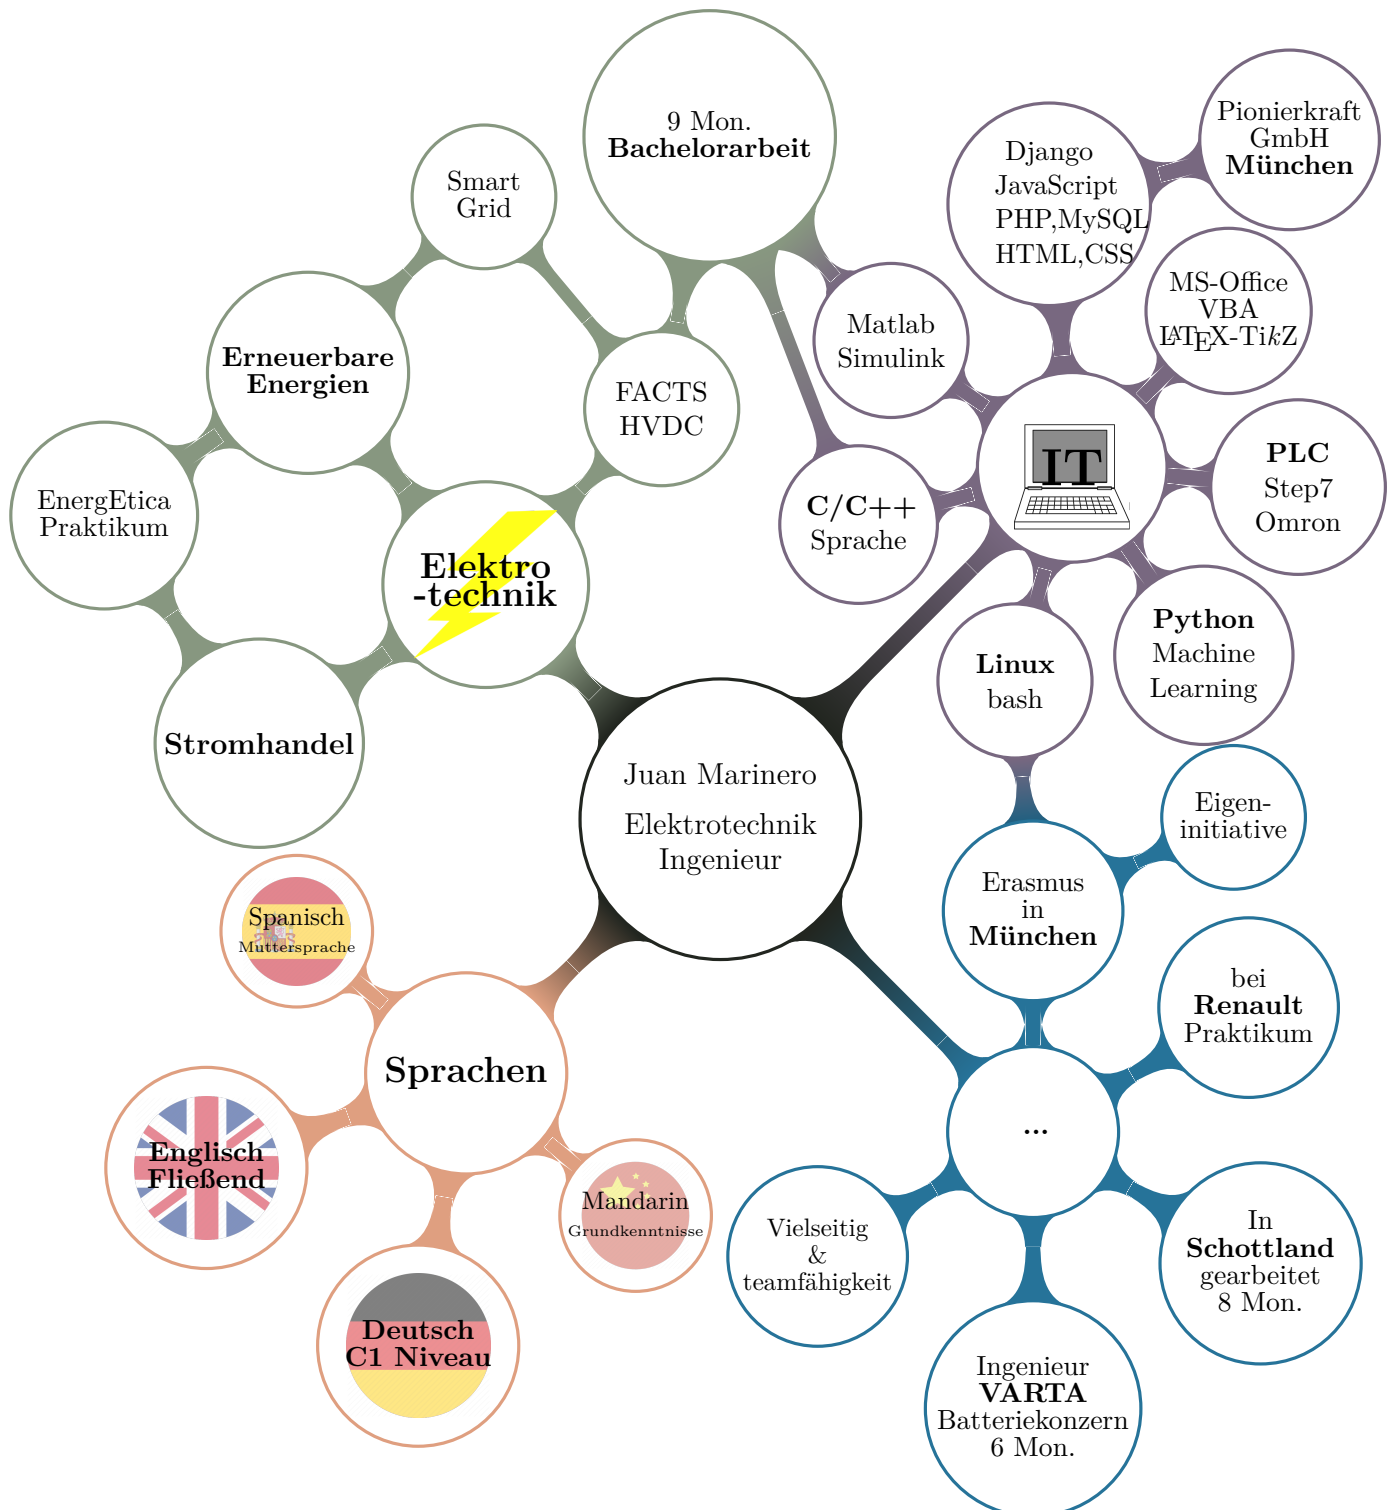 9 Mon.
Bachelorarbeit
Pionierkraft
GmbH
München
Django
JavaScript
PHP,MySQL
HTML,CSS
Smart
Grid
MS-Office
VBA
LATEX-TikZ
Matlab
Simulink
Erneuerbare
Energien
FACTS
HVDC
IT
PLC
Step7
Omron
EnergEtica
Praktikum
C/C++
Sprache
Elektro
-technik
Python
Machine
Learning
Linux
bash
Stromhandel
Juan Marinero
Elektrotechnik
Ingenieur
Eigen-
initiative
Erasmus
in
München
Spanisch
Muttersprache
bei
Renault
Praktikum
Sprachen
...
Englisch
Fließend
Mandarin
Grundkenntnisse
Vielseitig
&
teamfähigkeit
In
Schottland
gearbeitet
8 Mon.
Deutsch
C1 Niveau
Ingenieur
VARTA
Batteriekonzern
6 Mon.